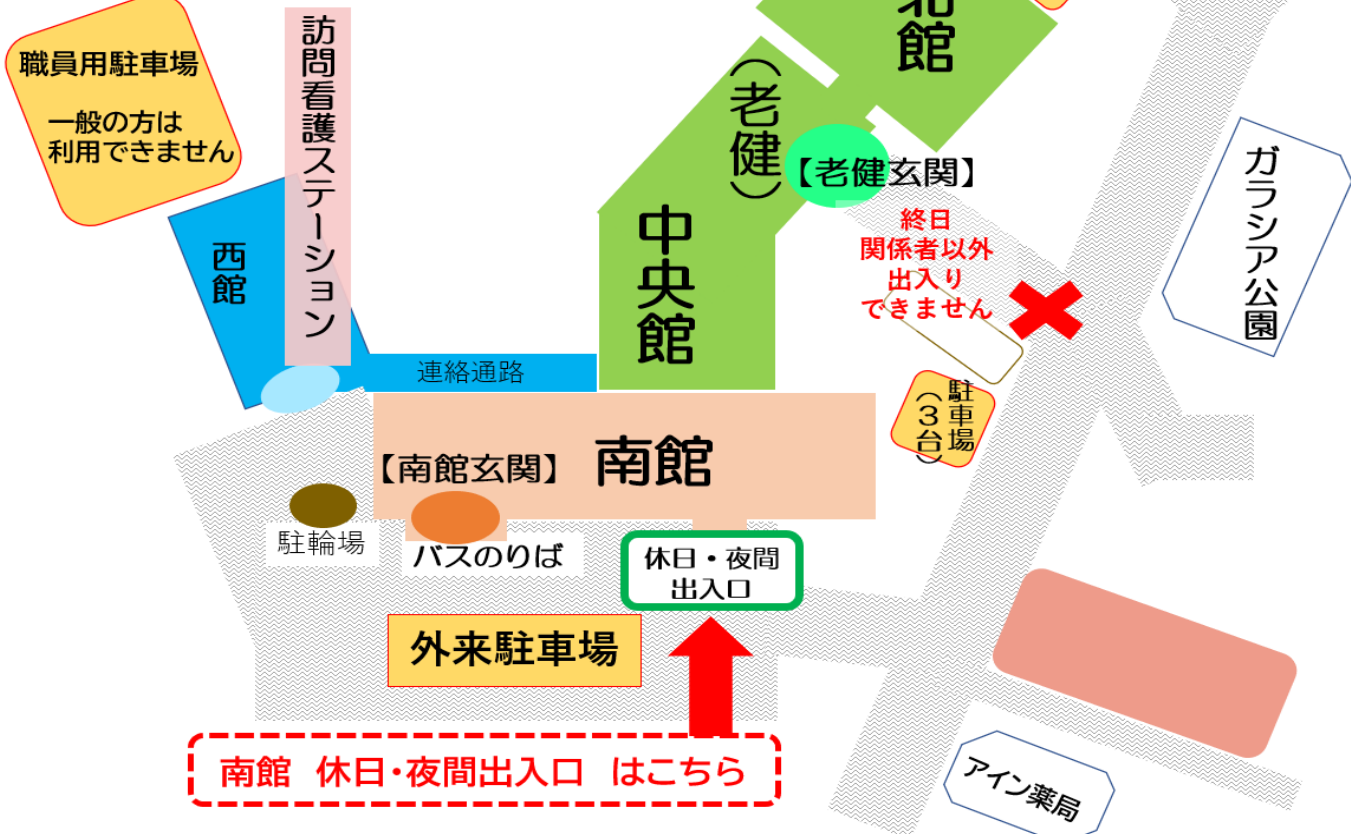 職員用駐車場
一般の方は
利用できません
訪問看護ステーション
西館
連絡通路
北館
(老健)
中央館
【老健玄関】
終日
関係者以外
出入り
できません
ガラシア公園
駐車場
(3台)
南館
【南館玄関】
駐輪場
バスのりば
休日・夜間
出入口
外来駐車場
南館 休日・夜間出入口 はこちら
アイン薬局